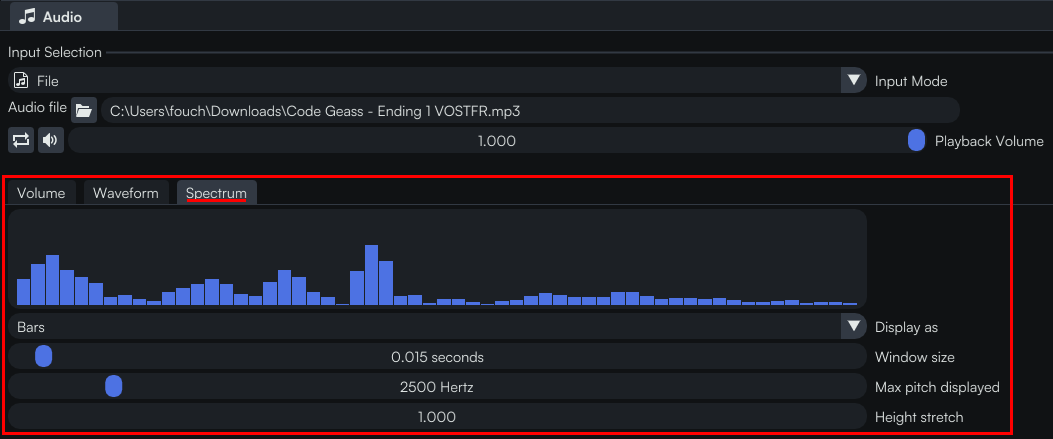 Audio
Input Selection
File Input Mode
Audio file C:\Users\fouch\Downloads\Code Geass - Ending 1 VOSTFR.mp3
1.000 Playback Volume
Volume Waveform Spectrum
Bars Display as
0.015 seconds Window size
2500 Hertz Max pitch displayed
1.000 Height stretch